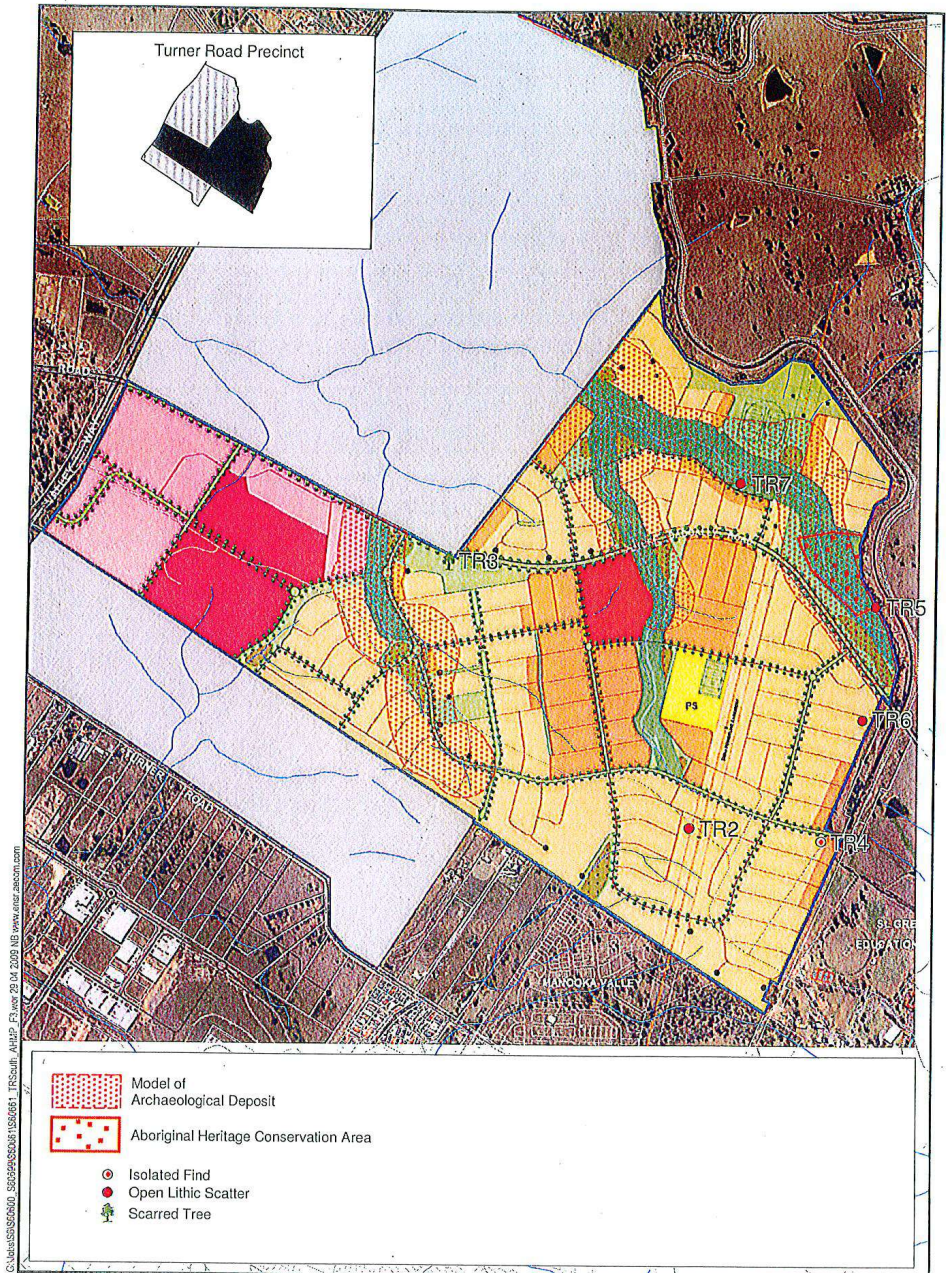 Turner Road Precinct
ROAD
TR7
TR3
TR5
PS
TR6
TURNER
ROAD
TR2
TR4
EDUCATION
MANOOKA VALLEY
Model of
Archaeological Deposit
Aboriginal Heritage Conservation Area
Isolated Find
Open Lithic Scatter
Scarred Tree